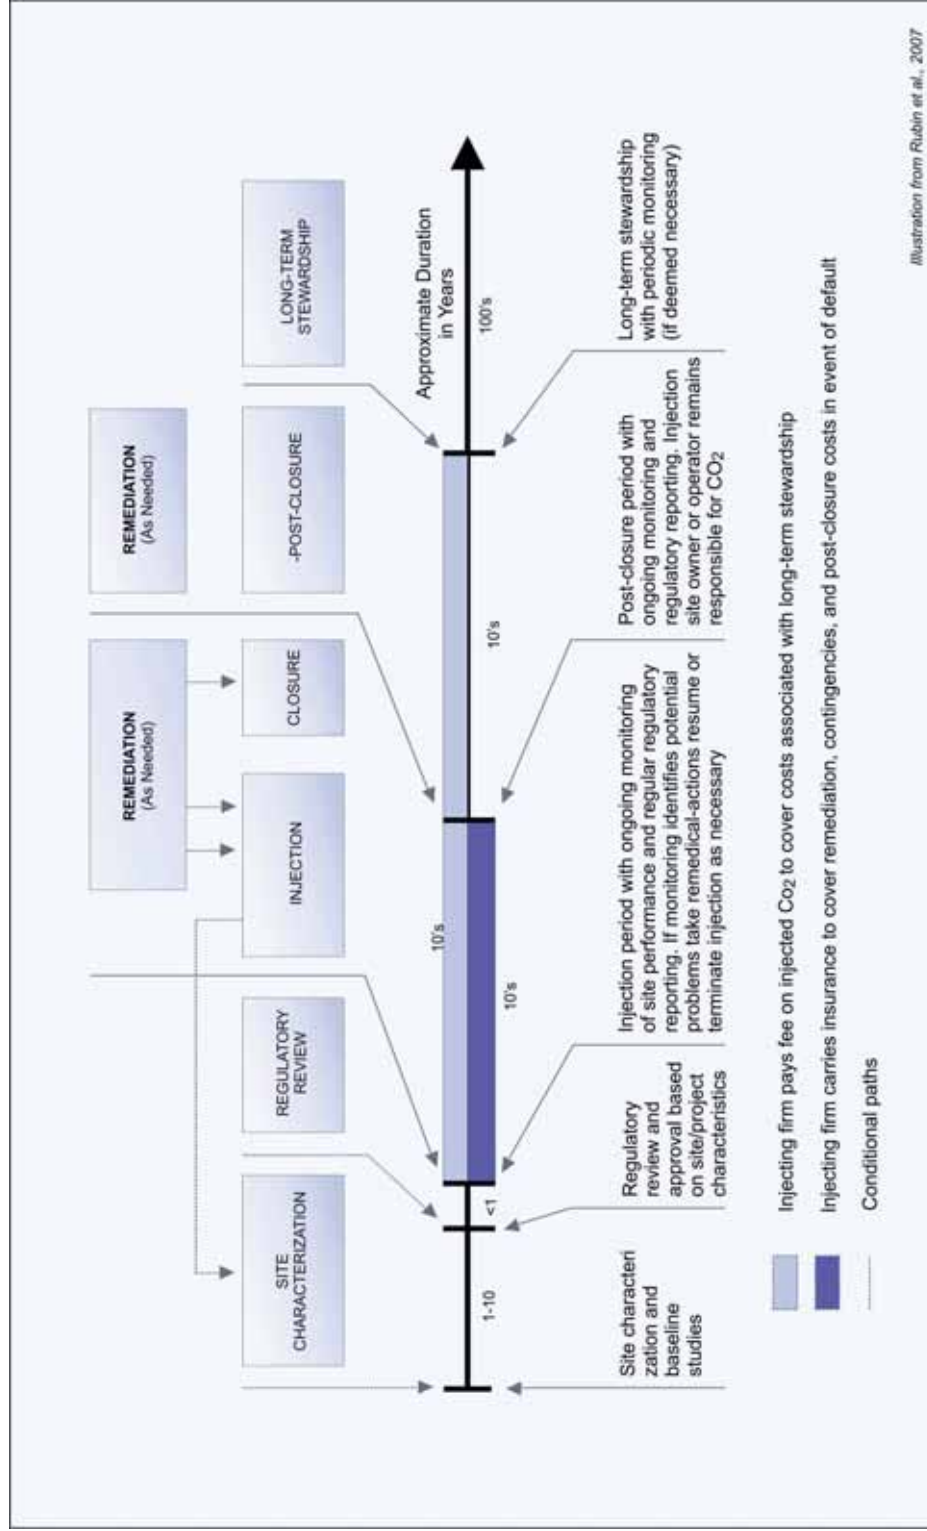 REMEDIATION
(As Needed)
REMEDIATION
(As Needed)
SITE
CHARACTERIZATION
REGULATORY
REVIEW
INJECTION
CLOSURE
-POST-CLOSURE
LONG-TERM
STEWARDSHIP
Approximate Duration
in Years
10's
1-10
<1
10's
10's
100's
Site characteri
zation and
baseline
studies
Regulatory
review and
approval based
on site/project
characteristics
Injection period with ongoing monitoring
of site performance and regular regulatory
reporting. If monitoring identifies potential
problems take remedical-actions resume or
terminate injection as necessary
Post-closure period with
ongoing monitoring and
regulatory reporting. Injection
site owner or operator remains
responsible for CO2
Long-term stewardship
with periodic monitoring
(if deemed necessary)
Injecting firm pays fee on injected Co2 to cover costs associated with long-term stewardship
Injecting firm carries insurance to cover remediation, contingencies, and post-closure costs in event of default
Conditional paths
Illustration from Rubin et al., 2007